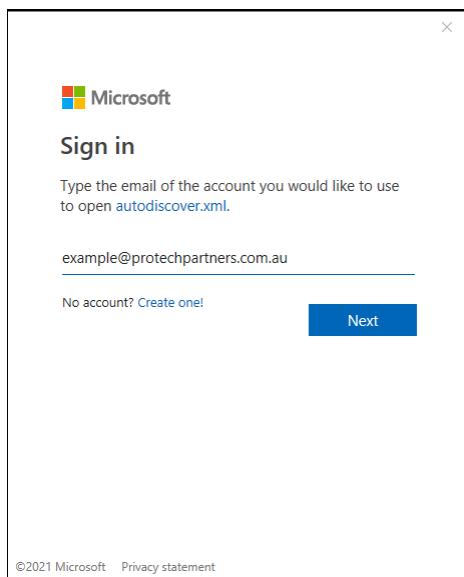 Microsoft
Sign in
Type the email of the account you would like to use
to open autodiscover.xml.
example@protechpartners.com.au
No account? Create one!
Next
©2021 Microsoft Privacy statement